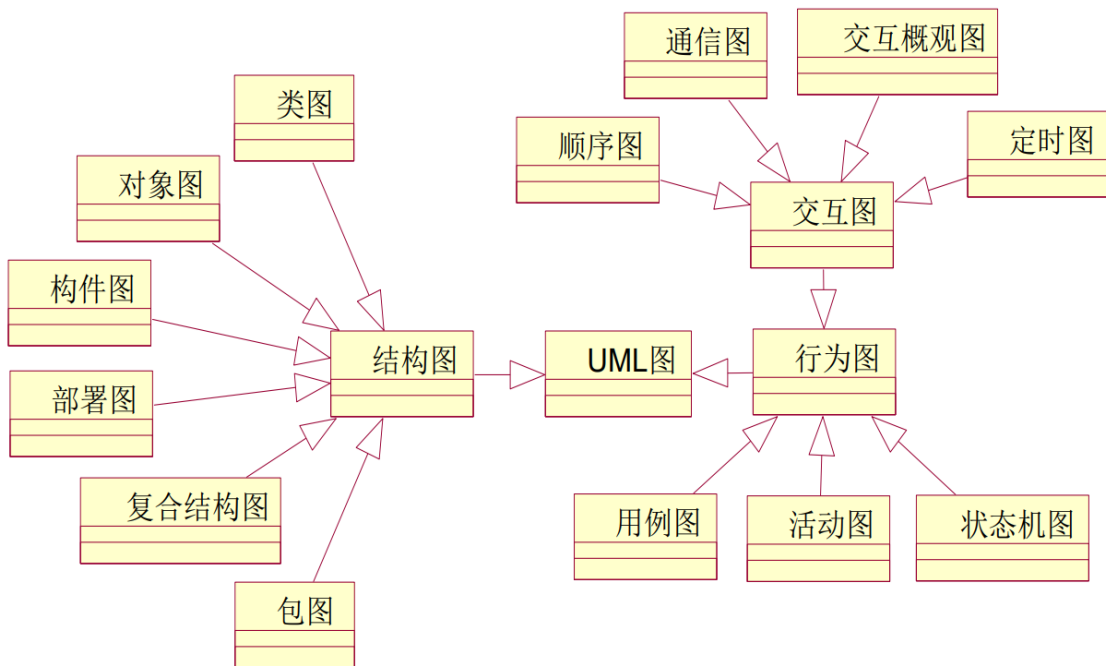 通信图
交互概观图
类图
顺序图
定时图
对象图
交互图
构件图
结构图
UML图
行为图
部署图
复合结构图
用例图
活动图
状态机图
包图